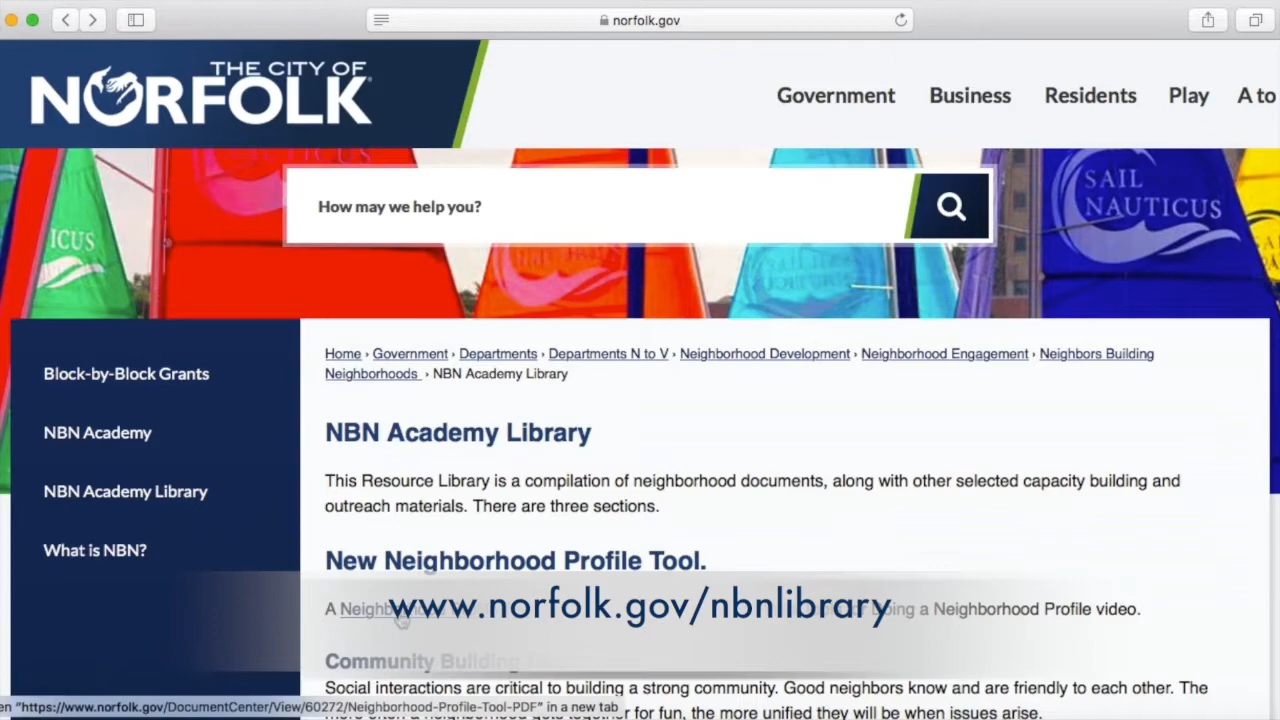 norfolk.gov
THE CITY OF
NORFOLK
Government Business Residents Play A to
NAUTICUS
ICUS
SAIL
NAUTICUS
How may we help you?
Block-by-Block Grants
NBN Academy
NBN Academy Library
What is NBN?
Home › Government › Departments › Departments N to V › Neighborhood Development › Neighborhood Engagement › Neighbors Building
Neighborhoods › NBN Academy Library
NBN Academy Library
This Resource Library is a compilation of neighborhood documents, along with other selected capacity building and
outreach materials. There are three sections.
New Neighborhood Profile Tool.
A Doing a Neighborhood Profile video.
www.norfolk.gov/nbnlibrary
Community Building
Social interactions are critical to building a strong community. Good neighbors know and are friendly to each other. The
for fun, the more unified they will be when issues arise.
en "https://www.norfolk.gov/DocumentCenter/View/60272/Neighborhood-Profile-Tool-PDF" in a new tab